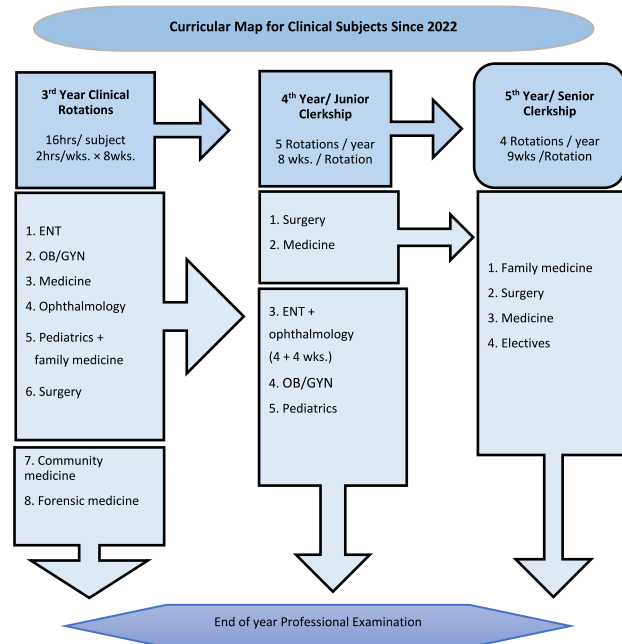 Curricular Map for Clinical Subjects Since 2022
3rd Year Clinical
Rotations
16hrs/ subject
2hrs/wks. × 8wks.
4th Year/ Junior
Clerkship
5 Rotations / year
8 wks. / Rotation
5th Year/ Senior
Clerkship
4 Rotations / year
9wks /Rotation
1. ENT
2. OB/GYN
3. Medicine
4. Ophthalmology
5. Pediatrics +
family medicine
6. Surgery
7. Community
medicine
8. Forensic medicine
1. Surgery
2. Medicine
3. ENT +
ophthalmology
(4 + 4 wks.)
4. OB/GYN
5. Pediatrics
1. Family medicine
2. Surgery
3. Medicine
4. Electives
End of year Professional Examination